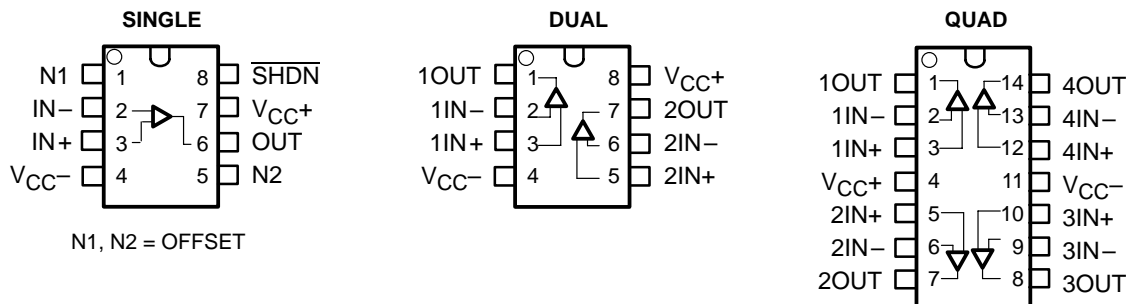 SINGLE
N1 1 8 SHDN
IN− 2 7 VCC+
IN+ 3 6 OUT
VCC− 4 5 N2
N1, N2 = OFFSET
DUAL
1OUT 1 8 VCC+
1IN− 2 7 2OUT
1IN+ 3 6 2IN−
VCC− 4 5 2IN+
QUAD
1OUT 1 14 4OUT
1IN− 2 13 4IN−
1IN+ 3 12 4IN+
VCC+ 4 11 VCC−
2IN+ 5 10 3IN+
2IN− 6 9 3IN−
2OUT 7 8 3OUT